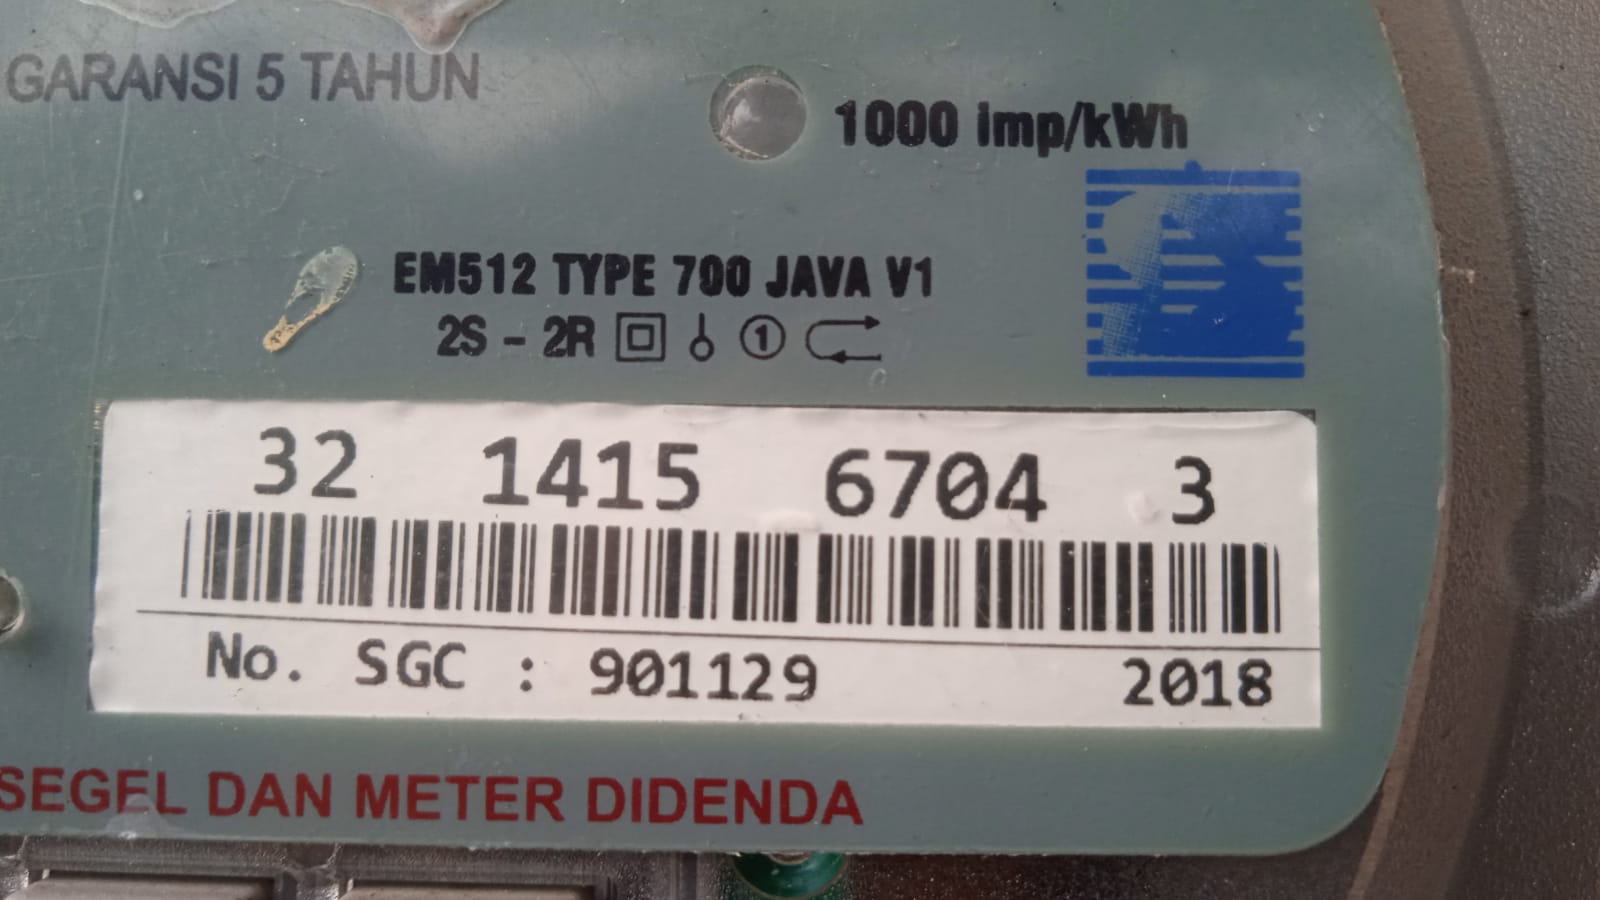 GARANSI 5 TAHUN
1000 imp/kWh
EM512 TYPE 700 JAVA V1
2S - 2R 1
32 1415 6704 3
No. SGC : 901129 2018
SEGEL DAN METER DIDENDA